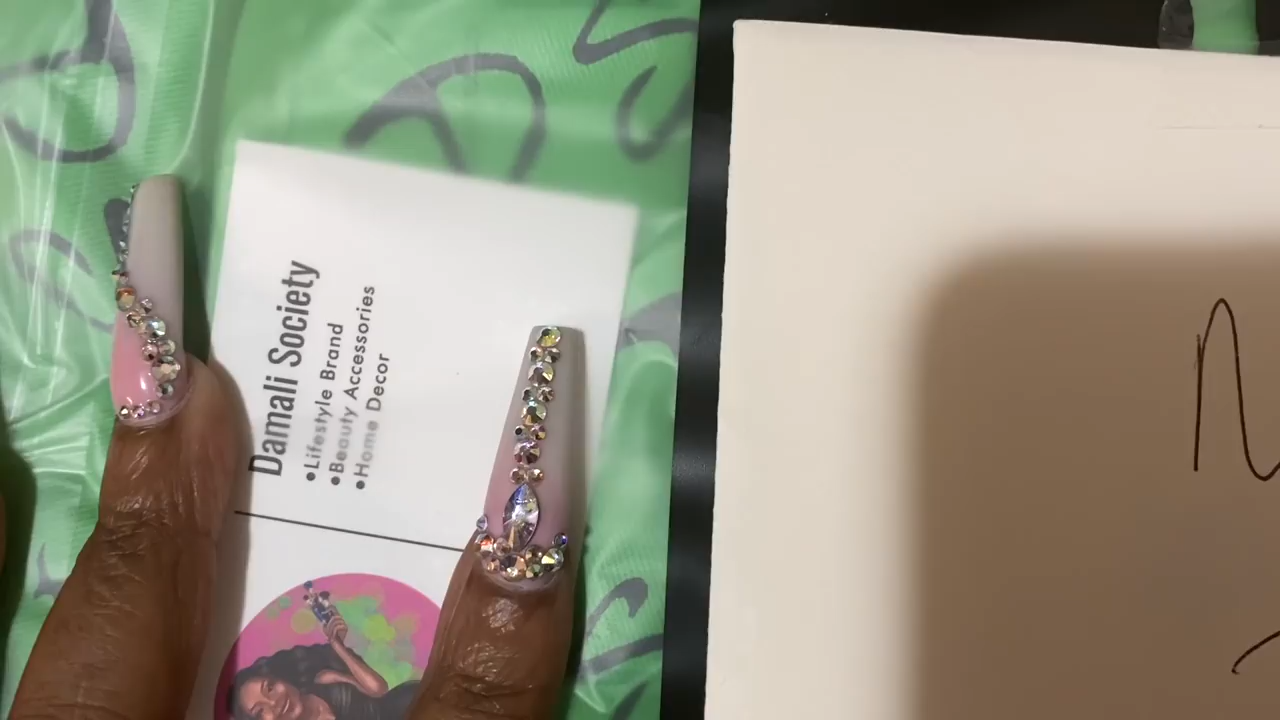 Damali Society
•Lifestyle Brand
•Beauty Accessories
•Home Decor